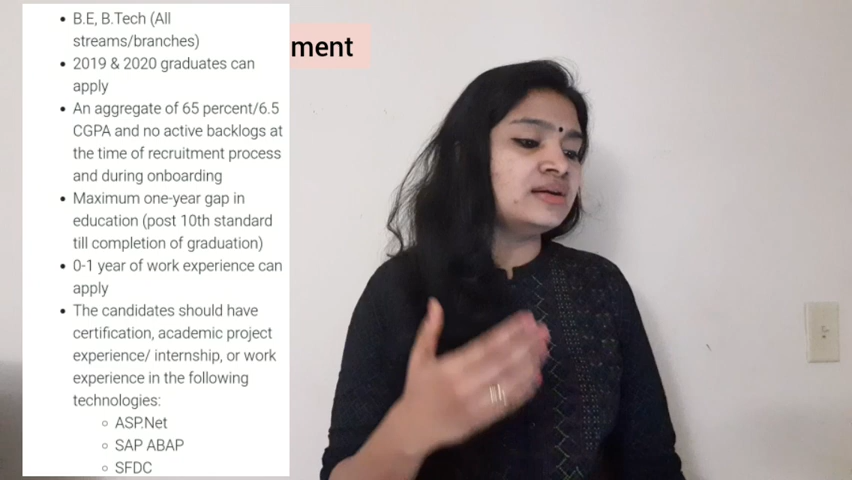 B.E, B.Tech (All
streams/branches)
ment
2019 & 2020 graduates can
apply
An aggregate of 65 percent/6.5
CGPA and no active backlogs at
the time of recruitment process
and during onboarding
Maximum one-year gap in
education (post 10th standard
till completion of graduation)
0-1 year of work experience can
apply
The candidates should have
certification, academic project
experience/ internship, or work
experience in the following
technologies:
ASP.Net
SAP ABAP
SFDC